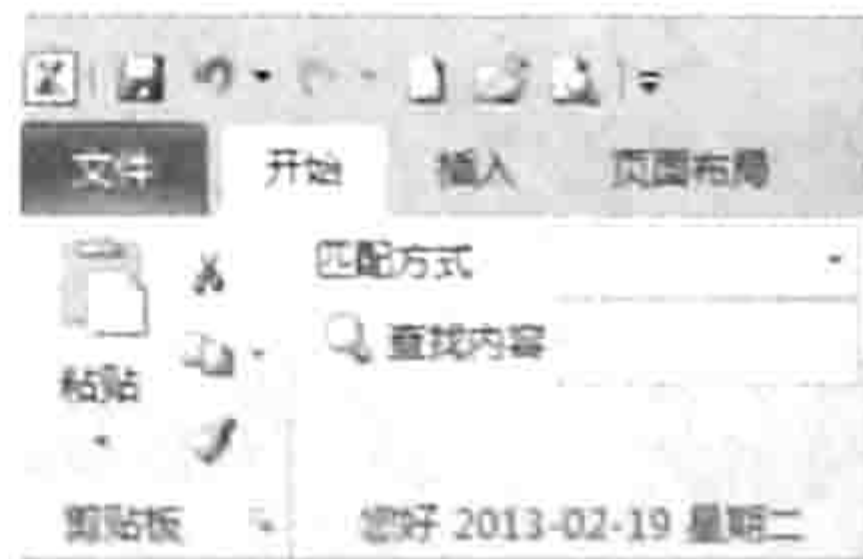 文件 开始 插入 页面布局
匹配方式
查找内容
粘贴
剪贴板 您好 2013-02-19 星期二